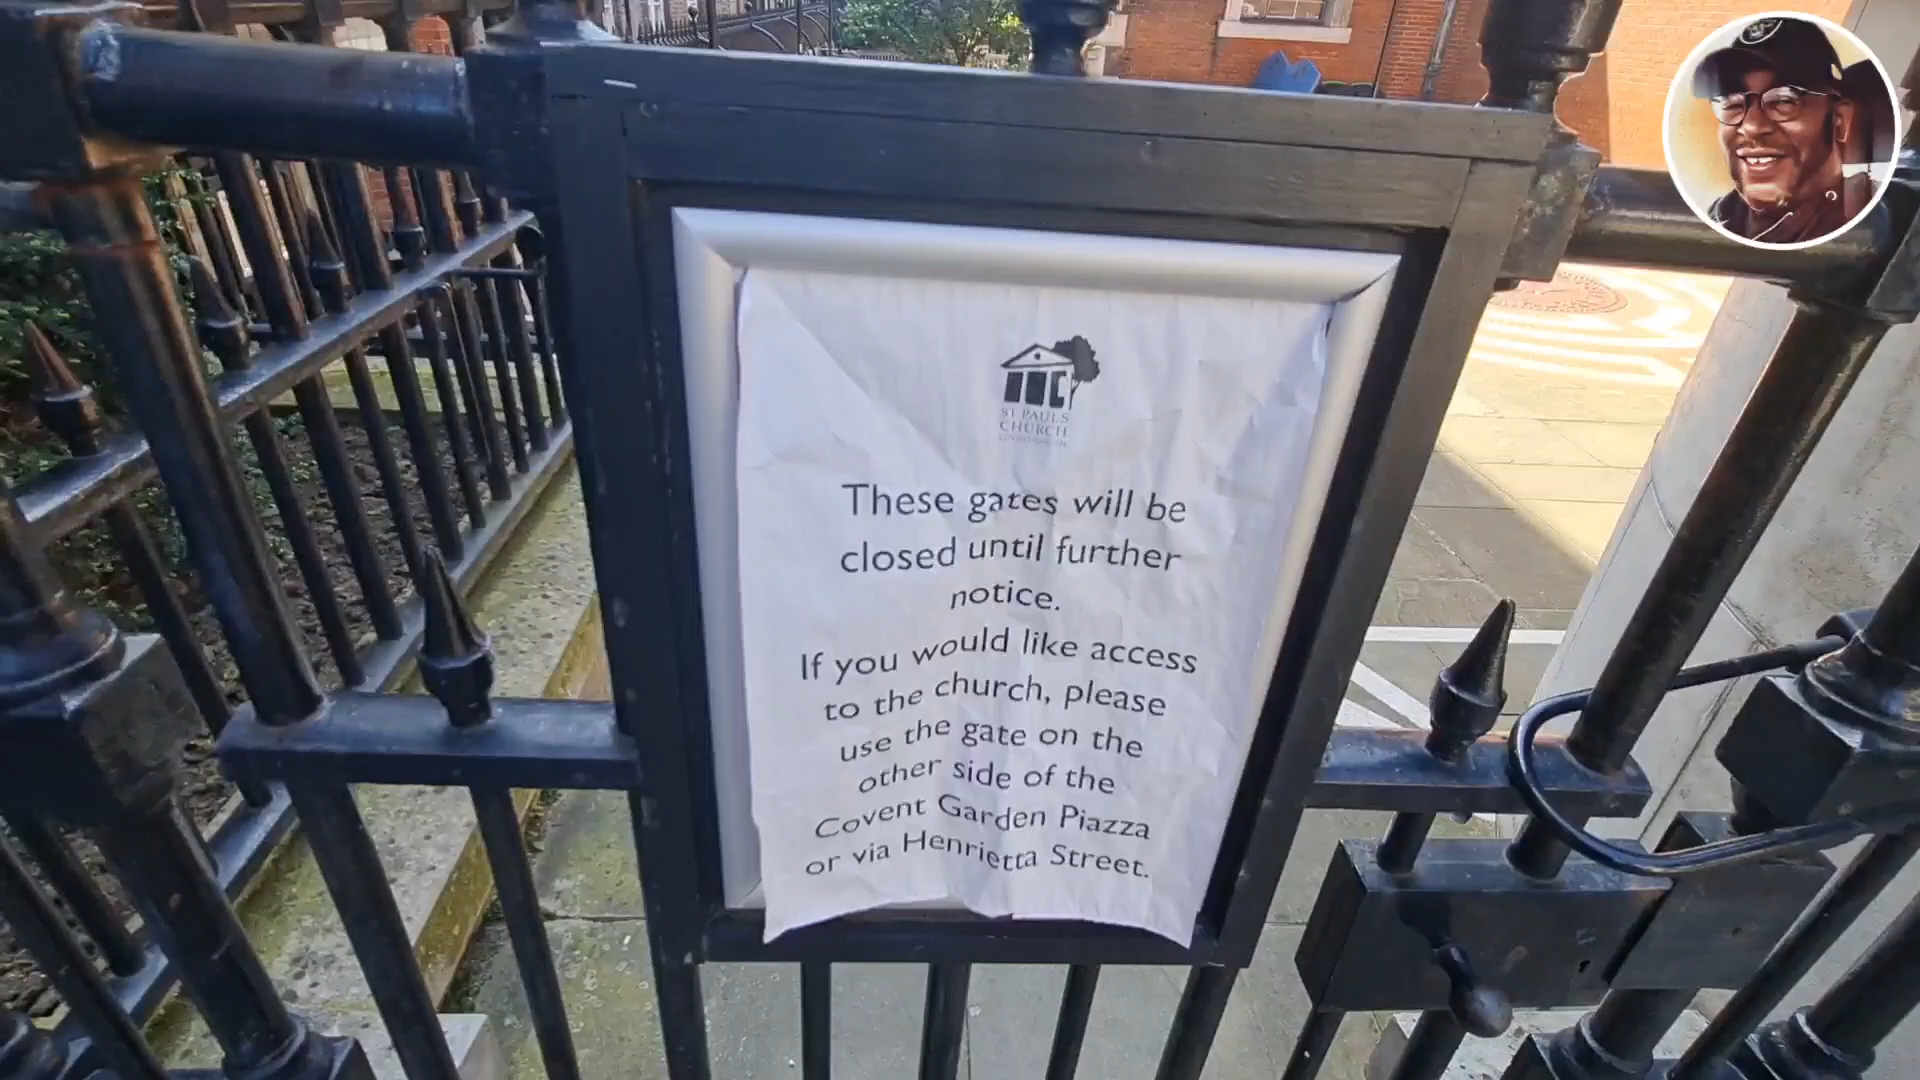 ST PAUL'S
CHURCH
These gates will be
closed until further
notice.
If you would like access
to the church, please
use the gate on the
other side of the
Covent Garden Piazza
or via Henrietta Street.